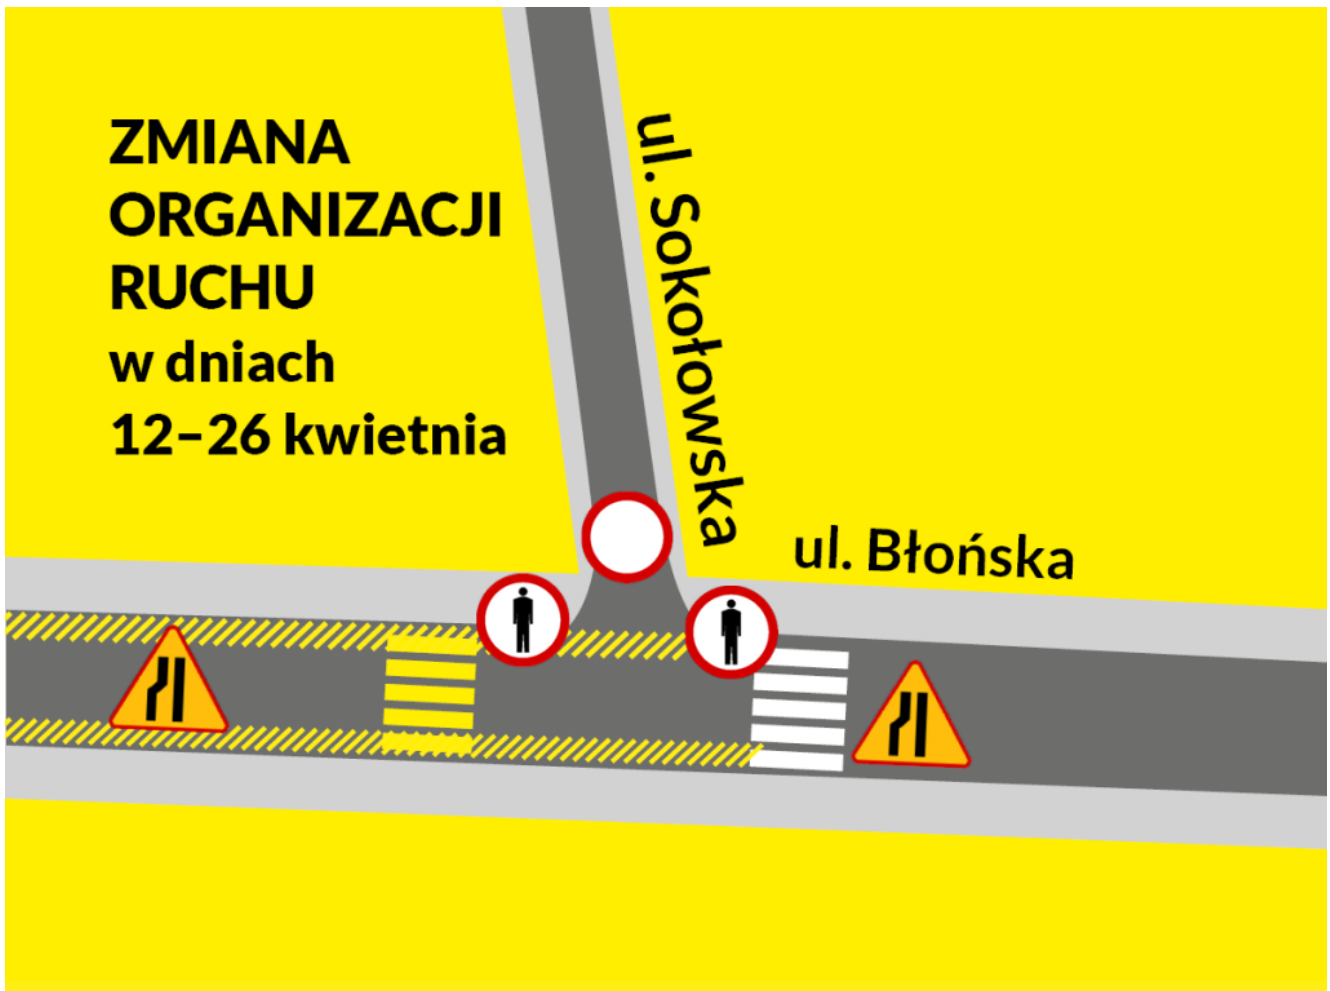 ZMIANA
ORGANIZACJI
RUCHU
w dniach
12–26 kwietnia
ul. Sokołowska
ul. Błońska